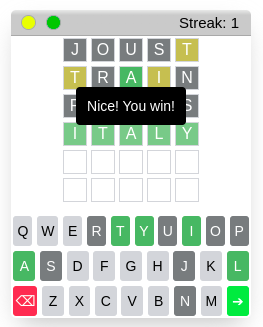 Streak: 1
J O U S T
T R A I N
Nice! You win!
S
I T A L Y
Q W E R T Y U I O P
A S D F G H J K L
⌫ Z X C V B N M →